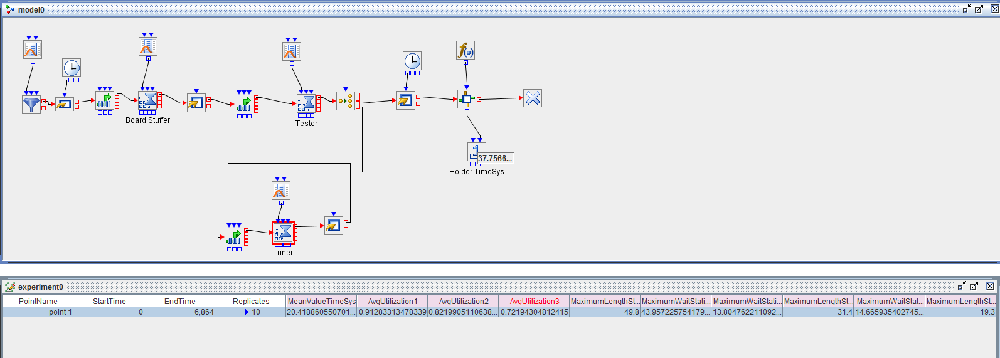 model0
f(o)
Board Stuffer
Tester
1
37.7566...
Holder TimeSys
Tuner
experiment0
PointName StartTime EndTime Replicates MeanValueTimeSys AvgUtilization1 AvgUtilization2 AvgUtilization3 MaximumLengthSt... MaximumWaitStati... MaximumWaitStati... MaximumLengthSt... MaximumWaitStat... MaximumLengthSt...
point 1 0 6,864 10 20.418860550701... 0.91283313478339 0.8219905110638... 0.72194304812415 49.8 43.957225754179... 13.804762211092... 31.4 14.665935402745... 19.3